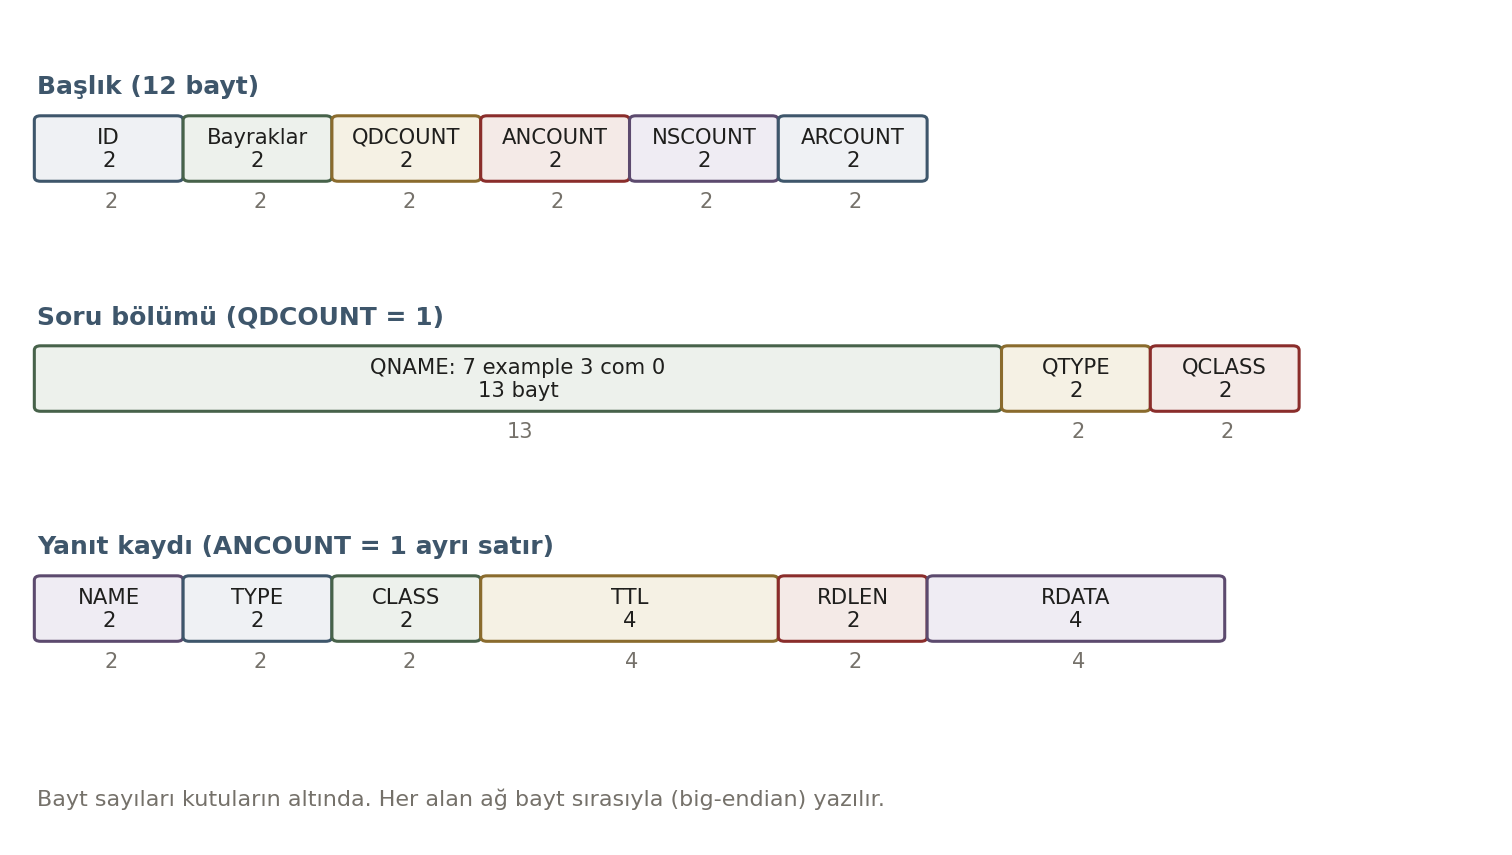 Başlık (12 bayt)
ID Bayraklar QDCOUNT ANCOUNT NSCOUNT ARCOUNT
2 2 2 2 2 2
2 2 2 2 2 2
Soru bölümü (QDCOUNT = 1)
QNAME: 7 example 3 com 0 QTYPE QCLASS
13 bayt 2 2
13 2 2
Yanıt kaydı (ANCOUNT = 1 ayrı satır)
NAME TYPE CLASS TTL RDLEN RDATA
2 2 2 4 2 4
2 2 2 4 2 4
Bayt sayıları kutuların altında. Her alan ağ bayt sırasıyla (big-endian) yazılır.